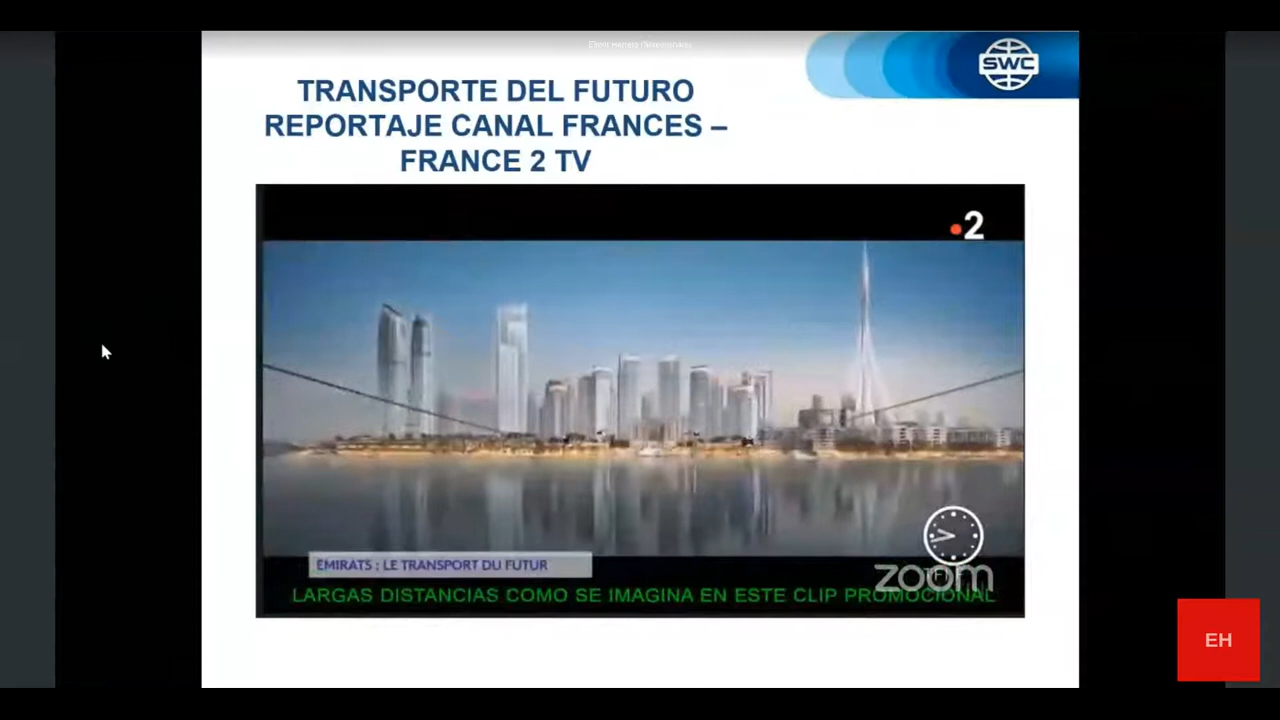 SWC
TRANSPORTE DEL FUTURO
REPORTAJE CANAL FRANCES –
FRANCE 2 TV
2
EMIRATS : LE TRANSPORT DU FUTUR
zoom
LARGAS DISTANCIAS COMO SE IMAGINA EN ESTE CLIP PROMOCIONAL
EH